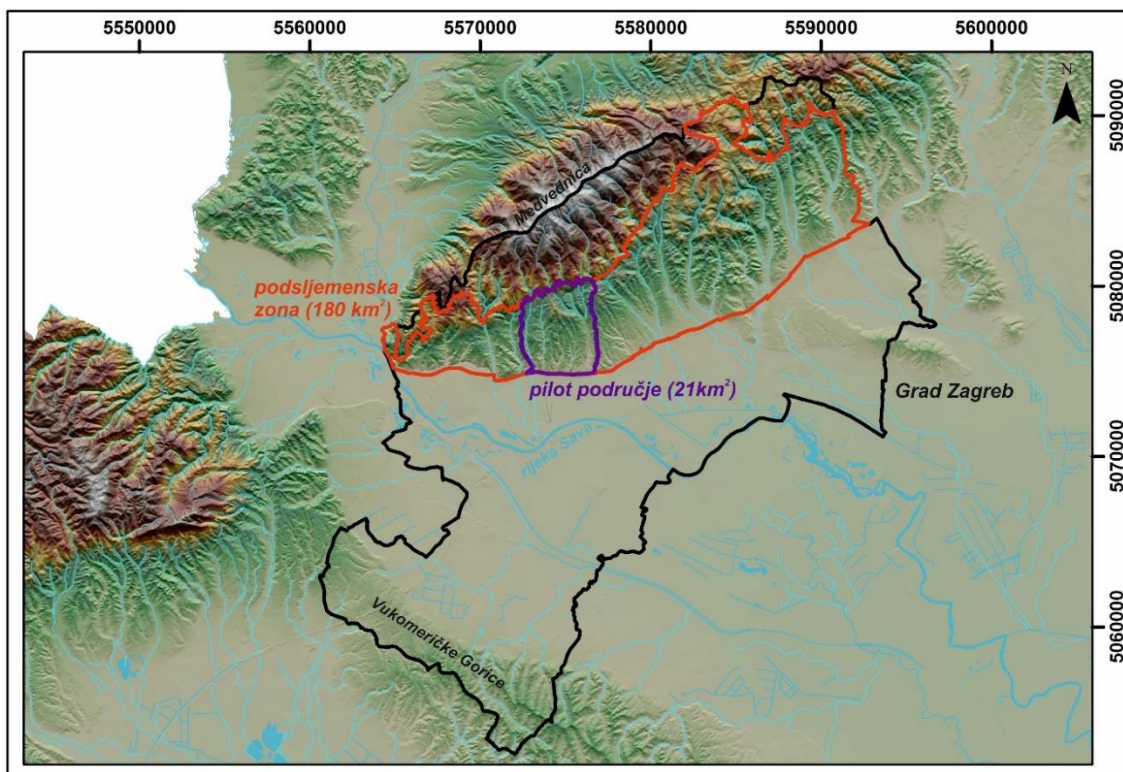 5550000 5560000 5570000 5580000 5590000 5600000
N
5090000
Medvednica
podsljemenska
zona (180 km²)
5080000
pilot područje (21km²)
Grad Zagreb
rijeka Sava
5070000
Vukomeričke Gorice
5060000